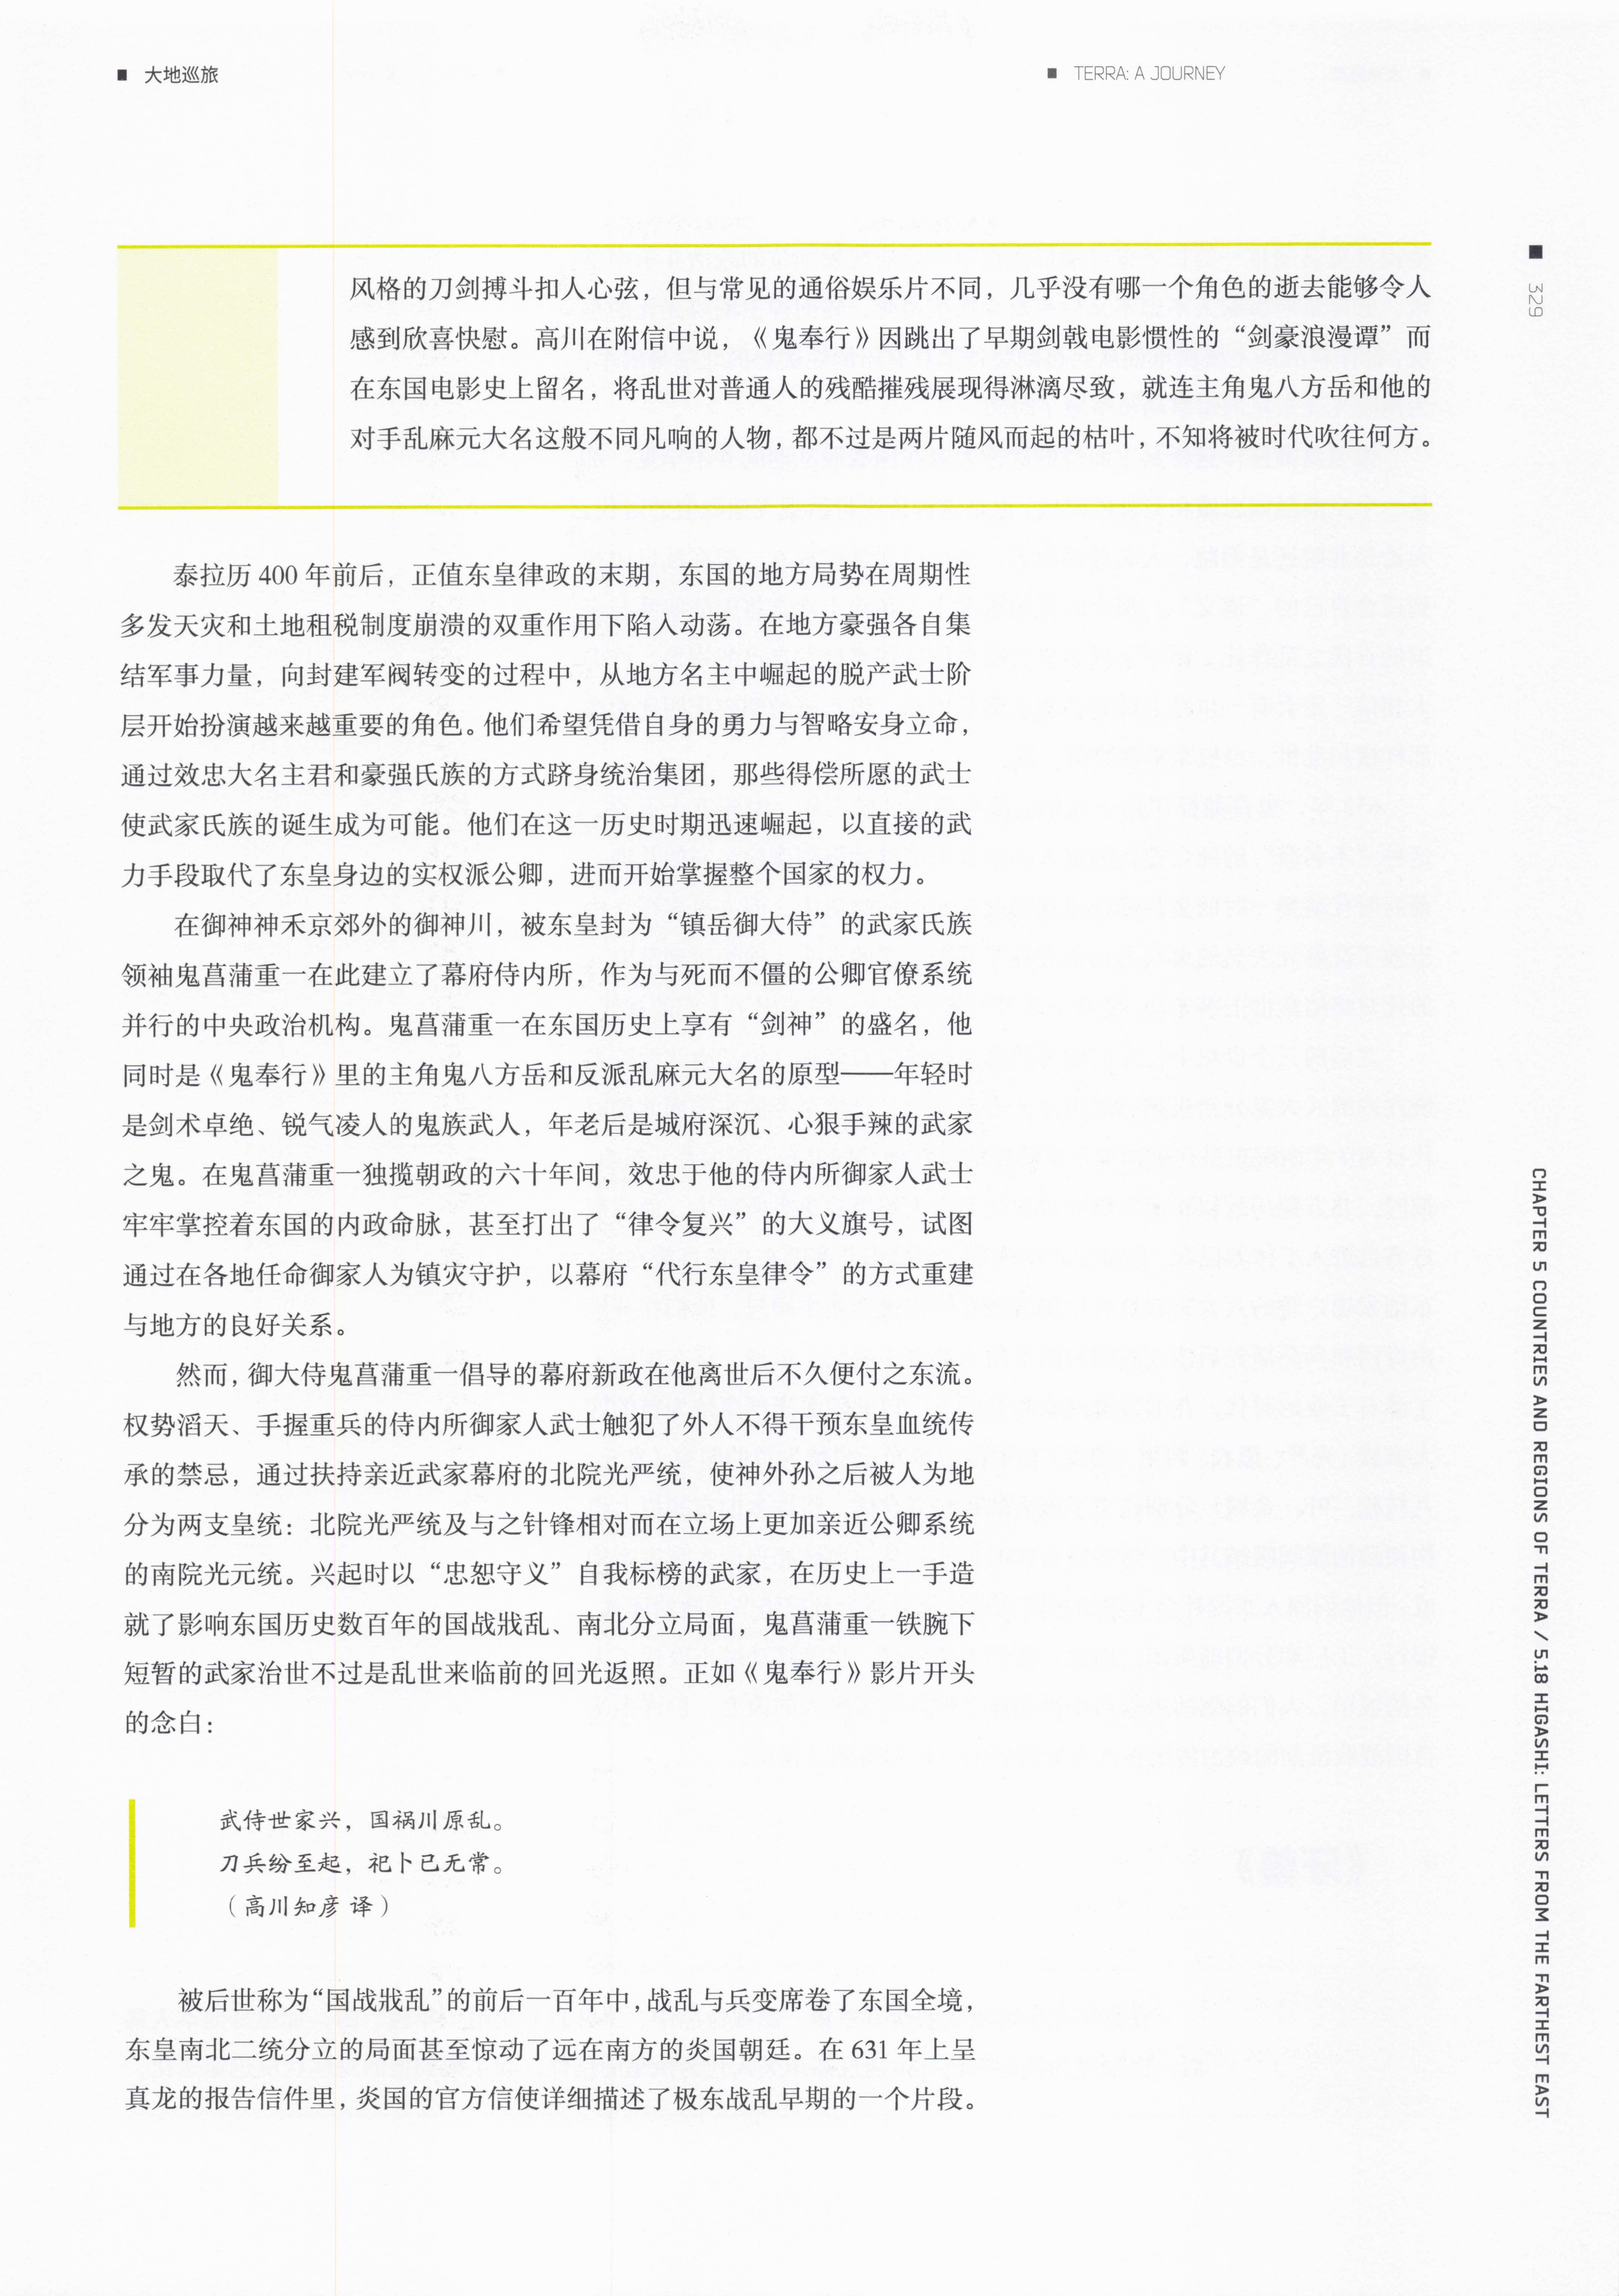 大地巡旅
TERRA: A JOURNEY
329
风格的刀剑搏斗扣人心弦，但与常见的通俗娱乐片不同，几乎没有哪一个角色的逝去能够令人
感到欣喜快慰。高川在附信中说，《鬼奉行》因跳出了早期剑戟电影惯性的“剑豪浪漫谭”而
在东国电影史上留名，将乱世对普通人的残酷摧残展现得淋漓尽致，就连主角鬼八方岳和他的
对手乱麻元大名这般不同凡响的人物，都不过是两片随风而起的枯叶，不知将被时代吹往何方。
泰拉历 400 年前后，正值东皇律政的末期，东国的地方局势在周期性
多发天灾和土地租税制度崩溃的双重作用下陷入动荡。在地方豪强各自集
结军事力量，向封建军阀转变的过程中，从地方名主中崛起的脱产武士阶
层开始扮演越来越重要的角色。他们希望凭借自身的勇力与智略安身立命，
通过效忠大名主君和豪强氏族的方式跻身统治集团，那些得偿所愿的武士
使武家氏族的诞生成为可能。他们在这一历史时期迅速崛起，以直接的武
力手段取代了东皇身边的实权派公卿，进而开始掌握整个国家的权力。
在御神神禾京郊外的御神川，被东皇封为“镇岳御大侍”的武家氏族
领袖鬼菖蒲重一在此建立了幕府侍内所，作为与死而不僵的公卿官僚系统
并行的中央政治机构。鬼菖蒲重一在东国历史上享有“剑神”的盛名，他
同时是《鬼奉行》里的主角鬼八方岳和反派乱麻元大名的原型——年轻时
是剑术卓绝、锐气凌人的鬼族武人，年老后是城府深沉、心狠手辣的武家
之鬼。在鬼菖蒲重一独揽朝政的六十年间，效忠于他的侍内所御家人武士
牢牢掌控着东国的内政命脉，甚至打出了“律令复兴”的大义旗号，试图
通过在各地任命御家人为镇灾守护，以幕府“代行东皇律令”的方式重建
与地方的良好关系。
然而，御大侍鬼菖蒲重一倡导的幕府新政在他离世后不久便付之东流。
权势滔天、手握重兵的侍内所御家人武士触犯了外人不得干预东皇血统传
承的禁忌，通过扶持亲近武家幕府的北院光严统，使神外孙之后被人为地
分为两支皇统：北院光严统及与之针锋相对而在立场上更加亲近公卿系统
的南院光元统。兴起时以“忠恕守义”自我标榜的武家，在历史上一手造
就了影响东国历史数百年的国战戕乱、南北分立局面，鬼菖蒲重一铁腕下
短暂的武家治世不过是乱世来临前的回光返照。正如《鬼奉行》影片开头
的念白：
武侍世家兴，国祸川原乱。
刀兵纷至起，祀卜已无常。
（高川知彦 译）
被后世称为“国战戕乱”的前后一百年中，战乱与兵变席卷了东国全境，
东皇南北二统分立的局面甚至惊动了远在南方的炎国朝廷。在 631 年上呈
真龙的报告信件里，炎国的官方信使详细描述了极东战乱早期的一个片段。
CHAPTER 5 COUNTRIES AND REGIONS OF TERRA / 5.18 HIGASHI: LETTERS FROM THE FARTHEST EAST